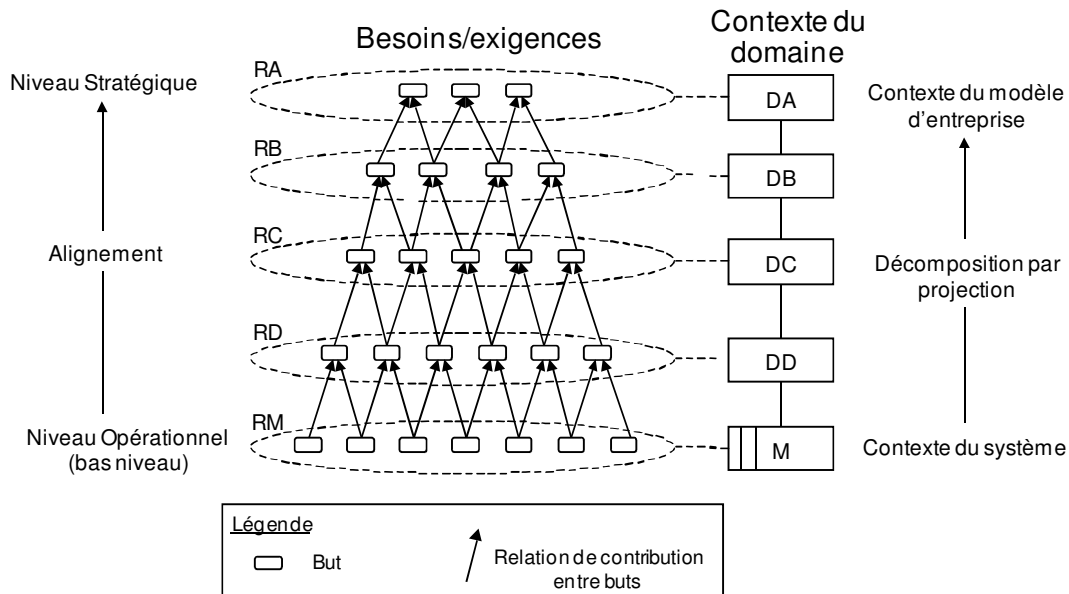 Besoins/exigences
Contexte du
domaine
Niveau Stratégique
RA
DA
Contexte du modèle
d'entreprise
RB
DB
Alignement
RC
DC
Décomposition par
projection
RD
DD
Niveau Opérationnel
(bas niveau)
RM
M
Contexte du système
Légende
But
Relation de contribution
entre buts